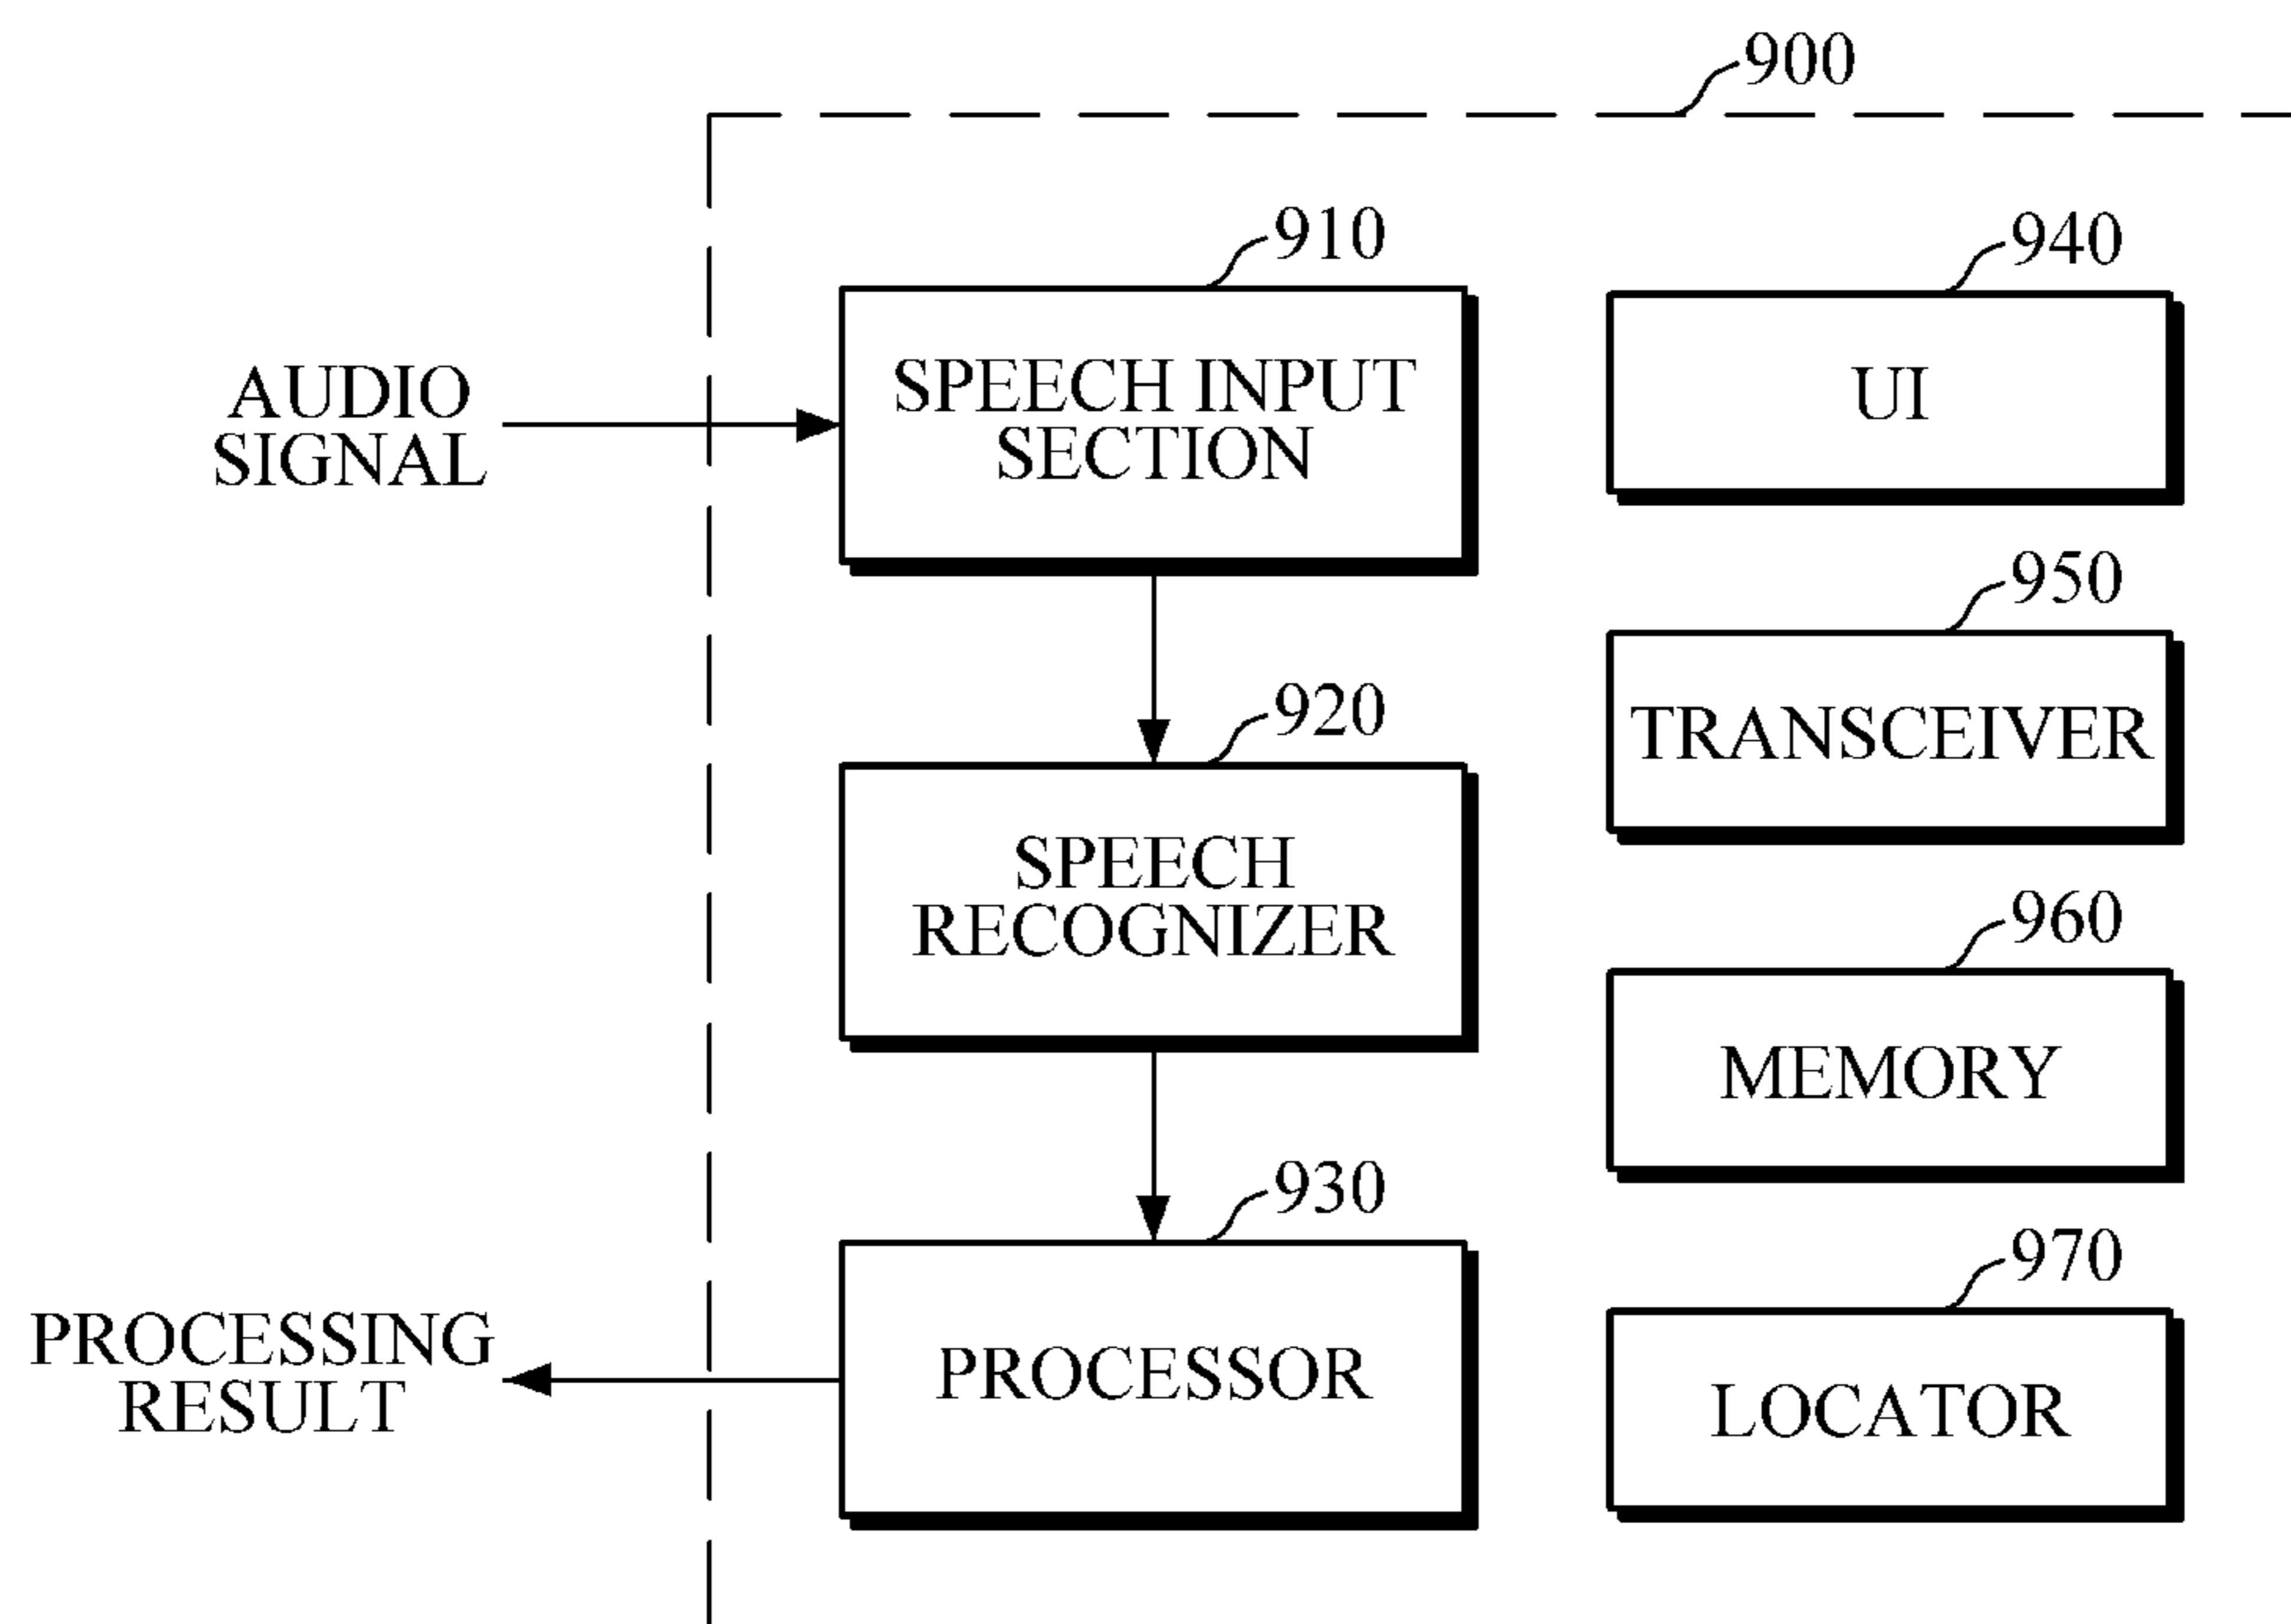 900
910
940
AUDIO
SIGNAL
SPEECH INPUT
SECTION
UI
950
TRANSCEIVER
920
SPEECH
RECOGNIZER
960
MEMORY
930
970
PROCESSING
RESULT
PROCESSOR
LOCATOR